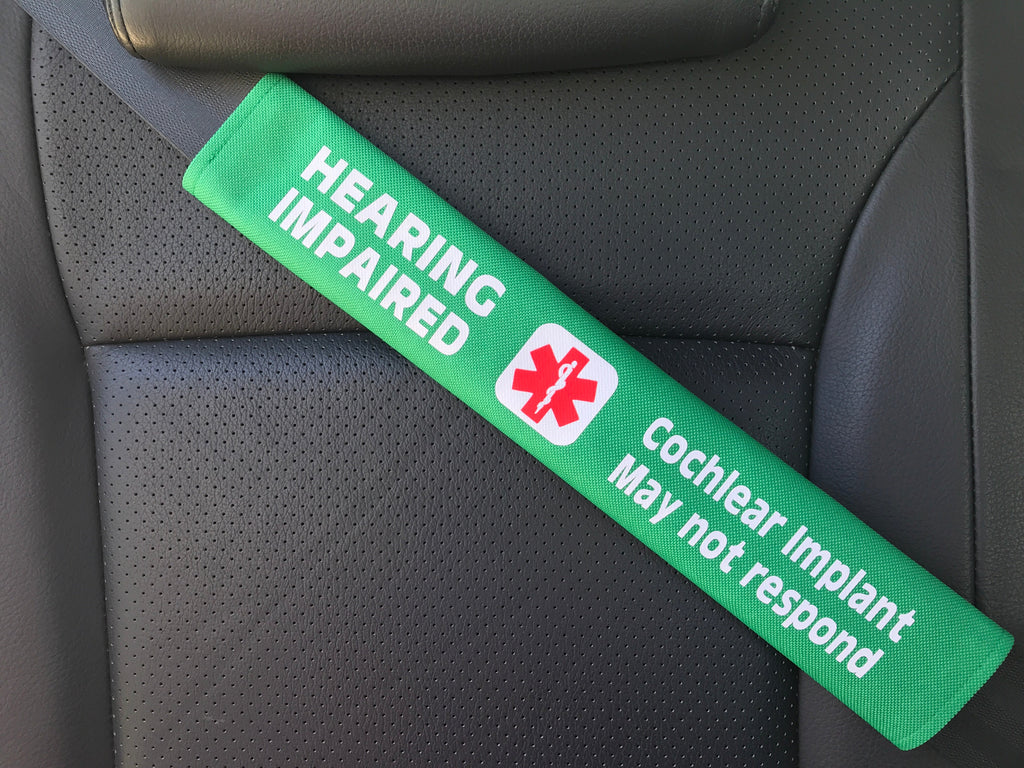 HEARING
IMPAIRED
Cochlear Implant
May not respond